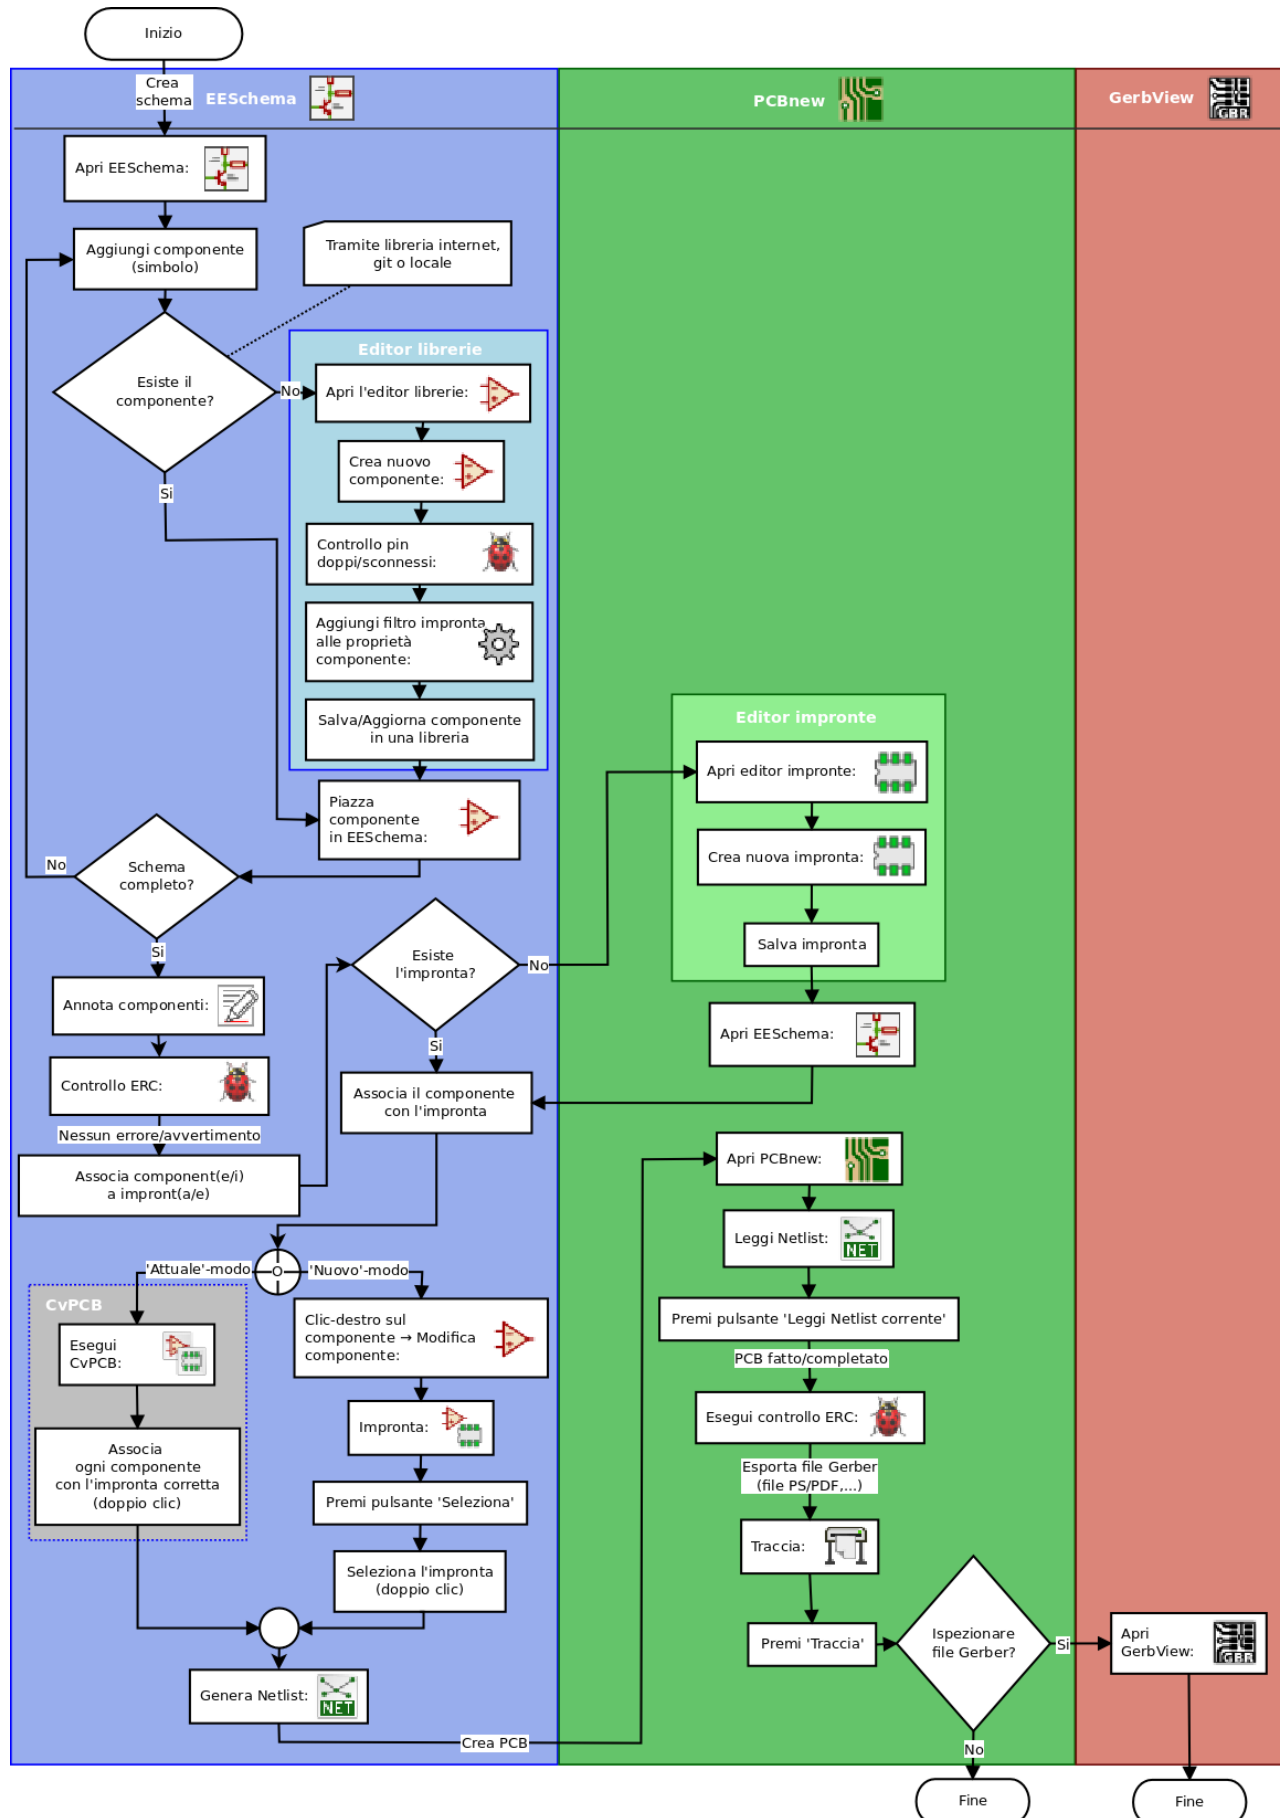 Inizio
Crea
schema
EESchema
PCBnew
GerbView
GBR
Apri EESchema:
Aggiungi componente
(simbolo)
Tramite libreria internet,
git o locale
Esiste il
componente?
No
Si
Editor librerie
Apri l'editor librerie:
Crea nuovo
componente:
Controllo pin
doppi/sconnessi:
Aggiungi filtro impronta
alle proprietà
componente:
Salva/Aggiorna componente
in una libreria
Piazza
componente
in EESchema:
Schema
completo?
No
Si
Annota componenti:
Controllo ERC:
Nessun errore/avvertimento
Associa component(e/i)
a impront(a/e)
Esiste
l'impronta?
No
Si
Editor impronte
Apri editor impronte:
Crea nuova impronta:
Salva impronta
Apri EESchema:
Associa il componente
con l'impronta
O
'Attuale'-modo
'Nuovo'-modo
CvPCB
Esegui
CvPCB:
Associa
ogni componente
con l'impronta corretta
(doppio clic)
Clic-destro sul
componente → Modifica
componente:
Impronta:
Premi pulsante 'Seleziona'
Seleziona l'impronta
(doppio clic)
Genera Netlist:
NET
Crea PCB
Apri PCBnew:
Leggi Netlist:
NET
Premi pulsante 'Leggi Netlist corrente'
PCB fatto/completato
Esegui controllo ERC:
Esporta file Gerber
(file PS/PDF,...)
Traccia:
Premi 'Traccia'
Ispezionare
file Gerber?
Si
No
Apri
GerbView:
GBR
Fine
Fine